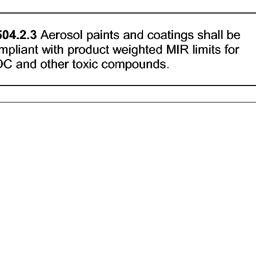 504.2.3 Aerosol paints and coatings shall be
mpliant with product weighted MIR limits for
OC and other toxic compounds.